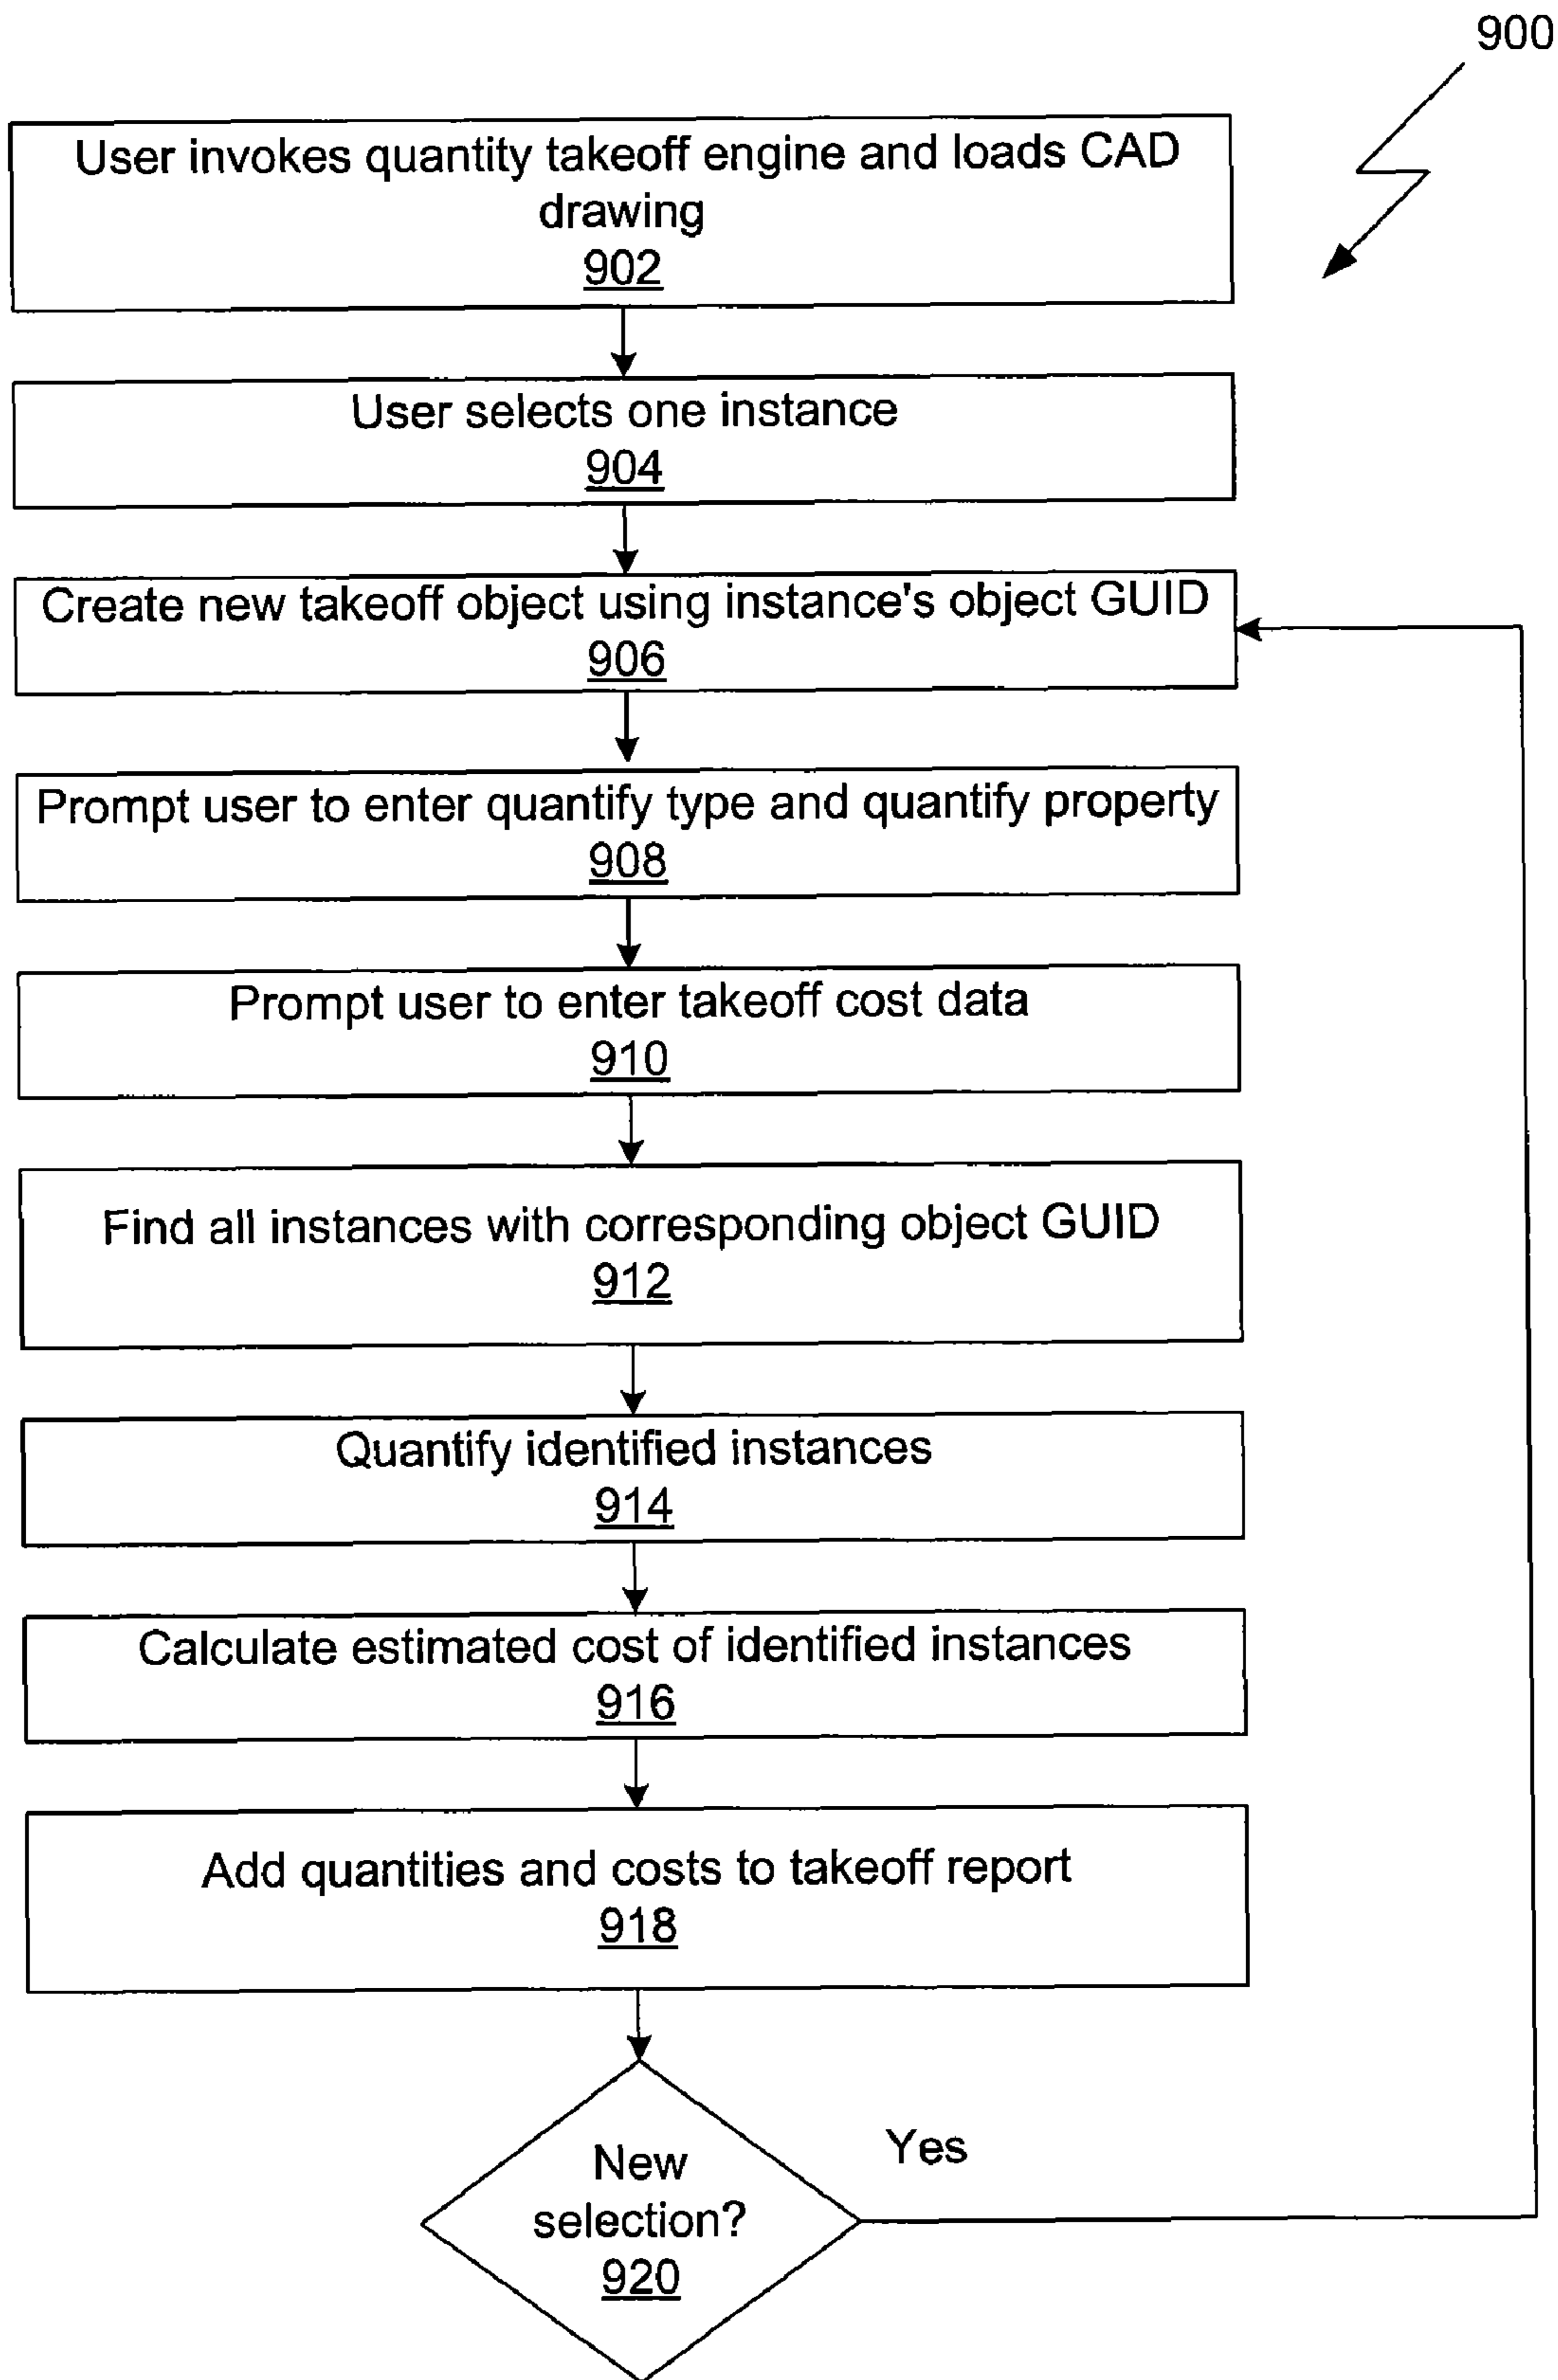 900
User invokes quantity takeoff engine and loads CAD
drawing
902
User selects one instance
904
Create new takeoff object using instance's object GUID
906
Prompt user to enter quantify type and quantify property
908
Prompt user to enter takeoff cost data
910
Find all instances with corresponding object GUID
912
Quantify identified instances
914
Calculate estimated cost of identified instances
916
Add quantities and costs to takeoff report
918
New
selection?
920
Yes